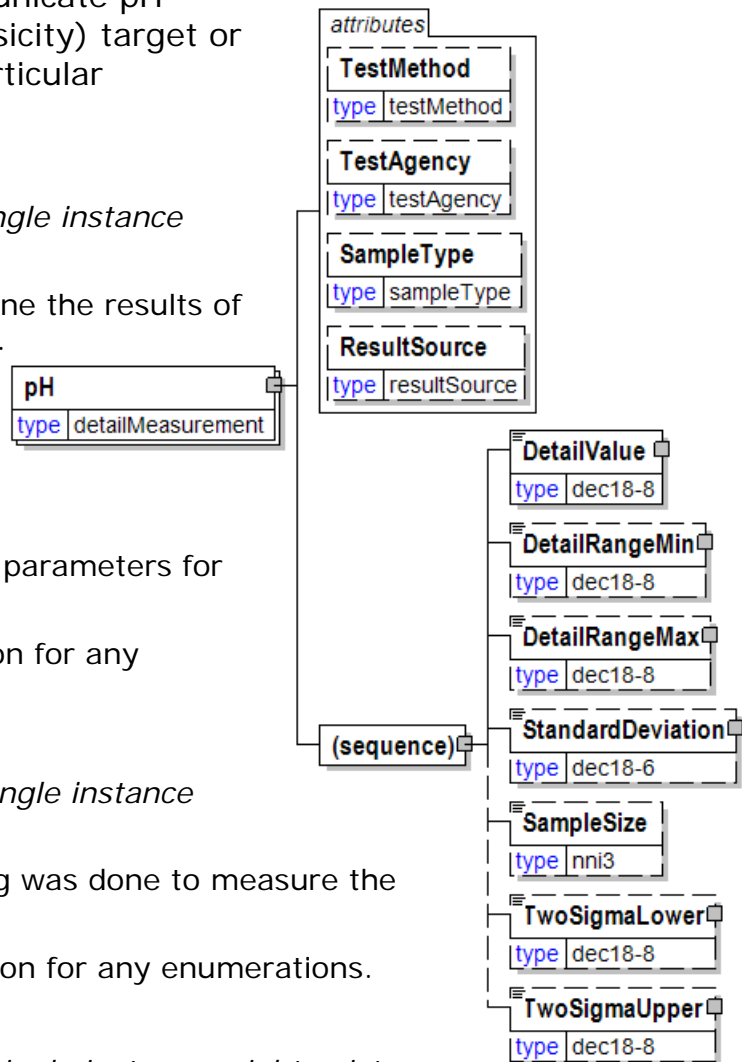 unicate pH
sicity) target or
rticular
ngle instance
ne the results of
.
parameters for
on for any
ngle instance
g was done to measure the
on for any enumerations.
pH
type detailMeasurement
attributes
TestMethod
type testMethod
TestAgency
type testAgency
SampleType
type sampleType
ResultSource
type resultSource
(sequence)
DetailValue
type dec18-8
DetailRangeMin
type dec18-8
DetailRangeMax
type dec18-8
StandardDeviation
type dec18-6
SampleSize
type nni3
TwoSigmaLower
type dec18-8
TwoSigmaUpper
type dec18-8